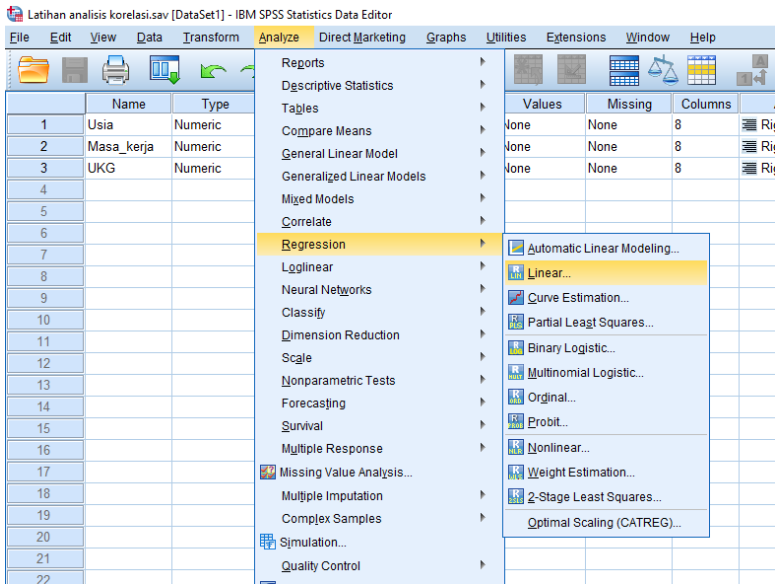 Latihan analisis korelasi.sav [DataSet1] - IBM SPSS Statistics Data Editor
File Edit View Data Transform Analyze Direct Marketing Graphs Utilities Extensions Window Help
Name Type Values Missing Columns
1 Usia Numeric None None 8
2 Masa_kerja Numeric None None 8
3 UKG Numeric None None 8
4
5
6
7
8
9
10
11
12
13
14
15
16
17
18
19
20
21
22
Reports
Descriptive Statistics
Tables
Compare Means
General Linear Model
Generalized Linear Models
Mixed Models
Correlate
Regression
Loglinear
Neural Networks
Classify
Dimension Reduction
Scale
Nonparametric Tests
Forecasting
Survival
Multiple Response
Missing Value Analysis...
Multiple Imputation
Complex Samples
Simulation...
Quality Control
Automatic Linear Modeling...
Linear...
Curve Estimation...
Partial Least Squares...
Binary Logistic...
Multinomial Logistic...
Ordinal...
Probit...
Nonlinear...
Weight Estimation...
2-Stage Least Squares...
Optimal Scaling (CATREG)...